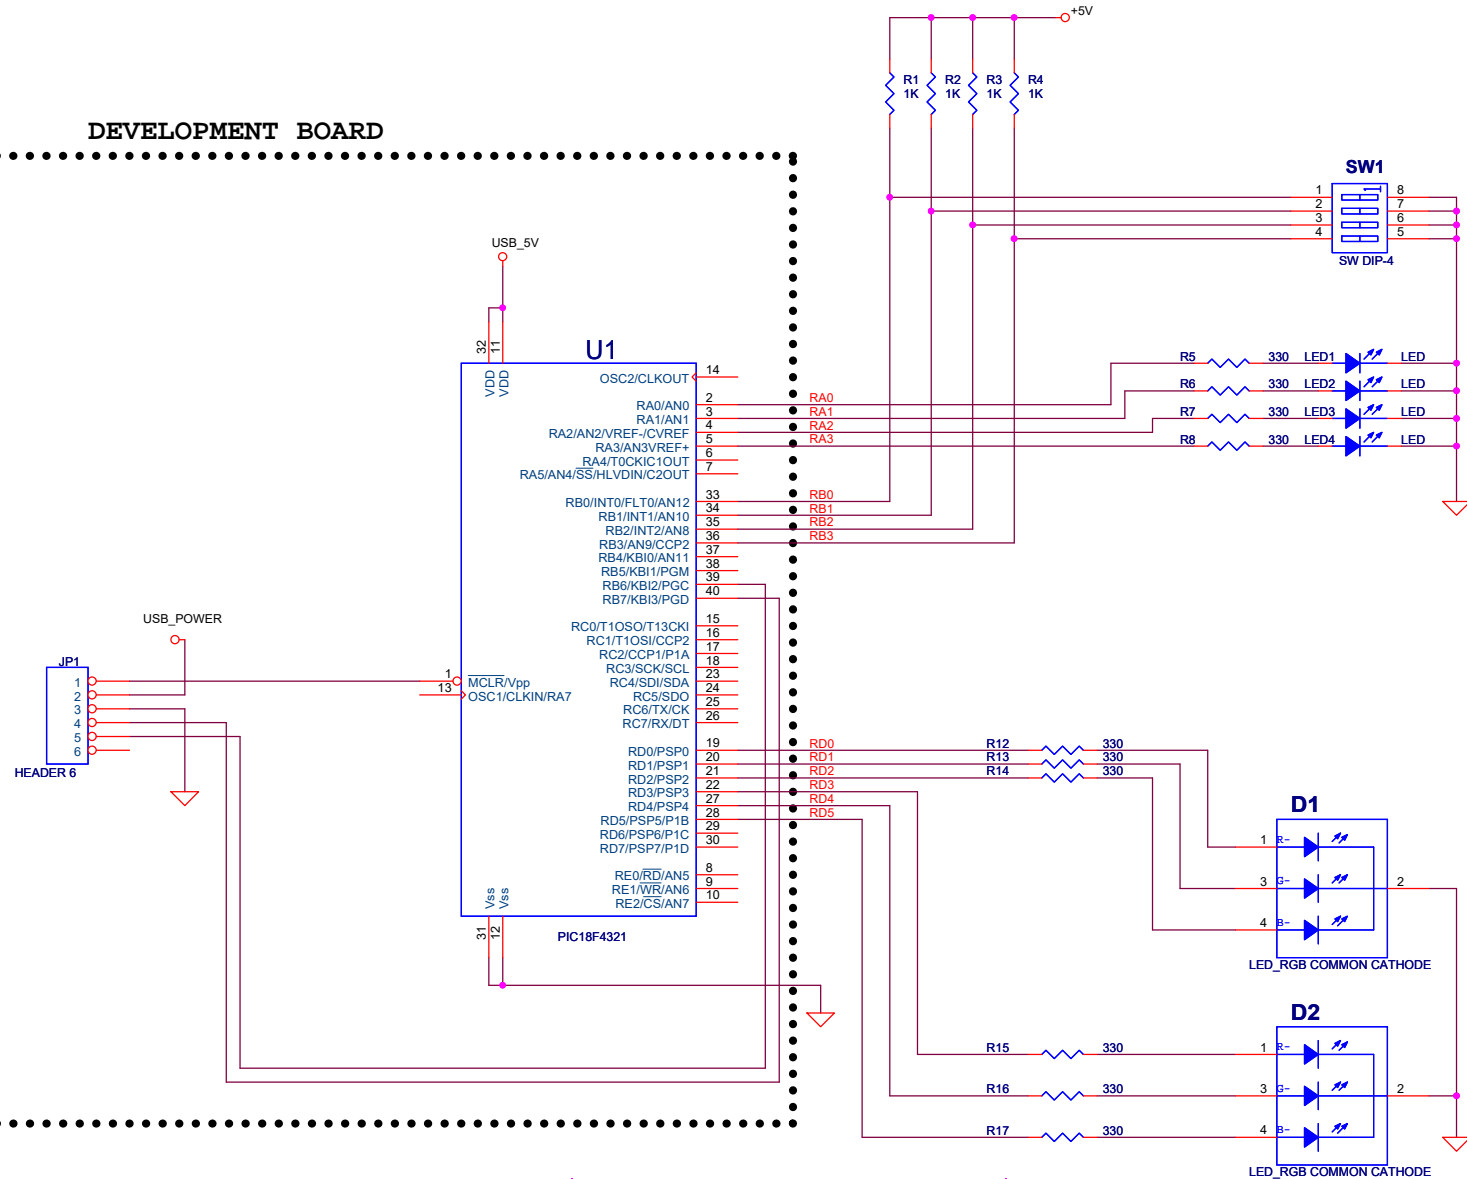 +5V
R1 R2 R3 R4
1K 1K 1K 1K
DEVELOPMENT BOARD
SW1
1 8
2 7
3 6
4 5
SW DIP-4
USB_5V
32 11
VDD VDD
U1
OSC2/CLKOUT 14
RA0/AN0 2 RA0
RA1/AN1 3 RA1
RA2/AN2/VREF-/CVREF 4 RA2
RA3/AN3VREF+ 5 RA3
RA4/T0CKIC1OUT 6
RA5/AN4/SS/HLVDIN/C2OUT 7
R5 330 LED1 LED
R6 330 LED2 LED
R7 330 LED3 LED
R8 330 LED4 LED
RB0/INT0/FLT0/AN12 33 RB0
RB1/INT1/AN10 34 RB1
RB2/INT2/AN8 35 RB2
RB3/AN9/CCP2 36 RB3
RB4/KBI0/AN11 37
RB5/KBI1/PGM 38
RB6/KBI2/PGC 39
RB7/KBI3/PGD 40
USB_POWER
RC0/T1OSO/T13CKI 15
RC1/T1OSI/CCP2 16
RC2/CCP1/P1A 17
RC3/SCK/SCL 18
RC4/SDI/SDA 23
RC5/SDO 24
RC6/TX/CK 25
RC7/RX/DT 26
JP1
1
2
3
4
5
6
HEADER 6
1 MCLR/Vpp
13 OSC1/CLKIN/RA7
RD0/PSP0 19 RD0 R12 330
RD1/PSP1 20 RD1 R13 330
RD2/PSP2 21 RD2 R14 330
RD3/PSP3 22 RD3
RD4/PSP4 27 RD4
RD5/PSP5/P1B 28 RD5
RD6/PSP6/P1C 29
RD7/PSP7/P1D 30
RE0/RD/AN5 8
RE1/WR/AN6 9
RE2/CS/AN7 10
Vss Vss
31 12
PIC18F4321
D1
1 R-
3 G- 2
4 B-
LED_RGB COMMON CATHODE
D2
R15 330 1 R-
R16 330 3 G- 2
R17 330 4 B-
LED_RGB COMMON CATHODE